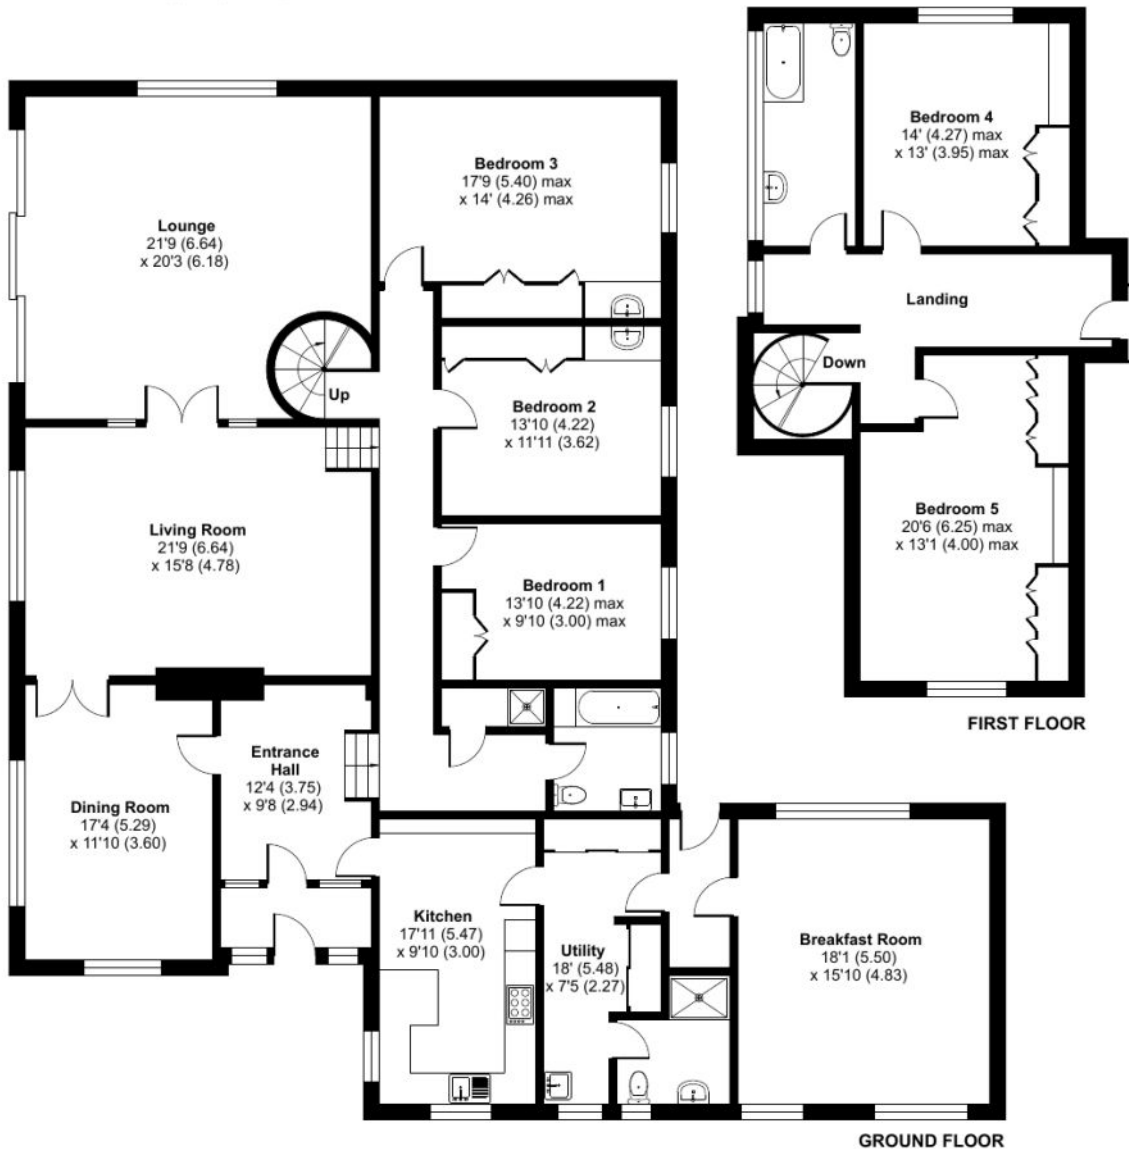 Lounge
21'9 (6.64)
x 20'3 (6.18)
Up
Bedroom 3
17'9 (5.40) max
x 14' (4.26) max
Bedroom 2
13'10 (4.22)
x 11'11 (3.62)
Living Room
21'9 (6.64)
x 15'8 (4.78)
Bedroom 1
13'10 (4.22) max
x 9'10 (3.00) max
Entrance
Hall
12'4 (3.75)
x 9'8 (2.94)
Dining Room
17'4 (5.29)
x 11'10 (3.60)
Kitchen
17'11 (5.47)
x 9'10 (3.00)
Utility
18' (5.48)
x 7'5 (2.27)
Breakfast Room
18'1 (5.50)
x 15'10 (4.83)
GROUND FLOOR
Bedroom 4
14' (4.27) max
x 13' (3.95) max
Landing
Down
Bedroom 5
20'6 (6.25) max
x 13'1 (4.00) max
FIRST FLOOR